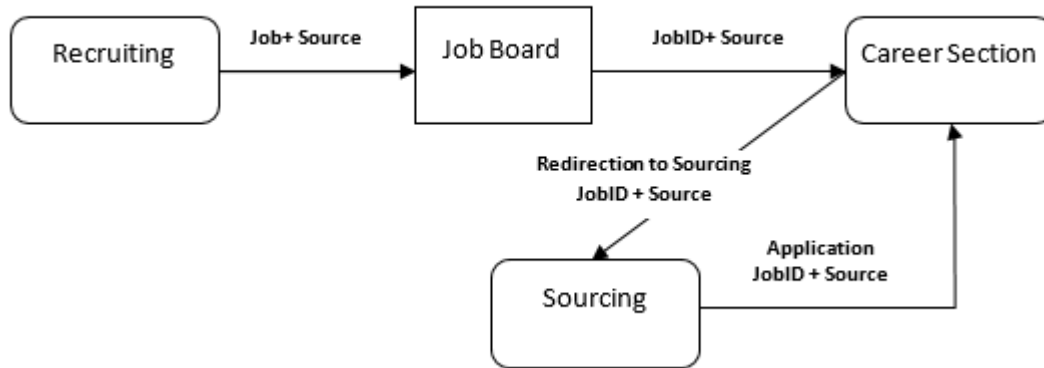 Recruiting
Job+ Source
Job Board
JobID+ Source
Career Section
Redirection to Sourcing
JobID + Source
Sourcing
Application
JobID + Source